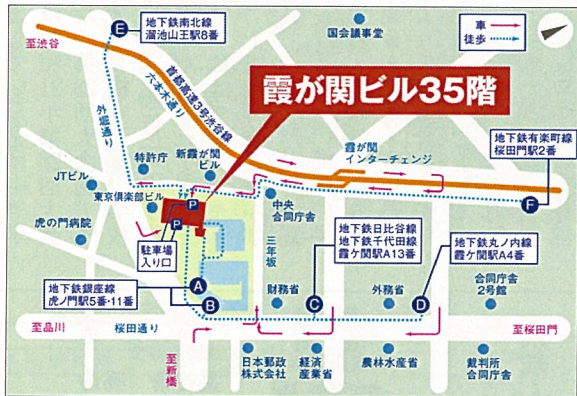 E
地下鉄南北線
溜池山王駅8番
至渋谷
国会議事堂
車
徒歩
首都高速3号渋谷線
六本木通り
外堀通り
霞が関ビル35階
特許庁
新霞が関
ビル
霞が関
インターチェンジ
地下鉄有楽町線
桜田門駅2番
F
JTビル
東京倶楽部ビル
P
P
虎の門病院
駐車場
入り口
中央
合同庁舎
三年坂
地下鉄日比谷線
地下鉄千代田線
霞ケ関駅A13番
地下鉄丸ノ内線
霞ケ関駅A4番
地下鉄銀座線
虎ノ門駅5番・11番
A
B
財務省
C
外務省
D
合同庁舎
2号館
至品川
桜田通り
至桜田門
至新橋
日本郵政
株式会社
経済
産業省
農林水産省
裁判所
合同庁舎